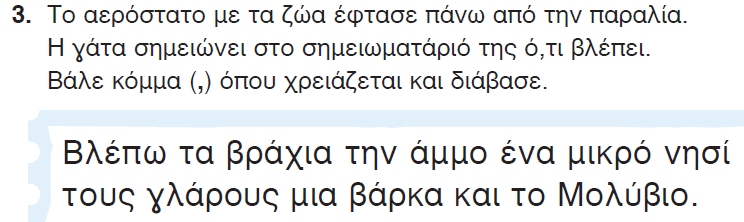 3. Το αερόστατο με τα ζώα έφτασε πάνω από την παραλία.
Η γάτα σημειώνει στο σημειωματάριό της ό,τι βλέπει.
Βάλε κόμμα (,) όπου χρειάζεται και διάβασε.
Βλέπω τα βράχια την άμμο ένα μικρό νησί
τους γλάρους μια βάρκα και το Μολύβιο.